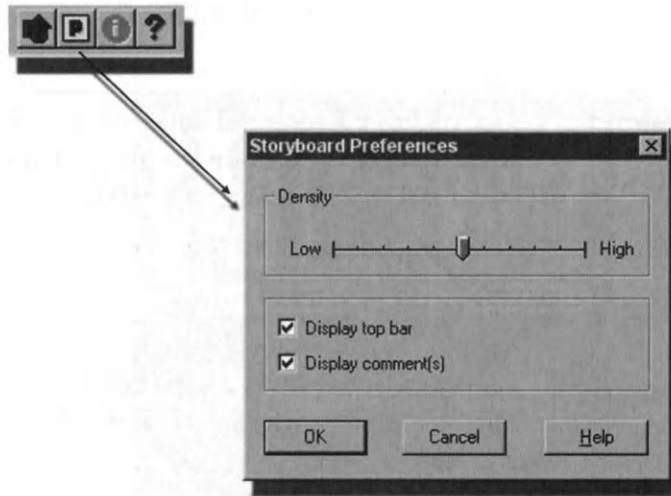 P i ?
Storyboard Preferences
Density
Low High
Display top bar
Display comment(s)
OK Cancel Help